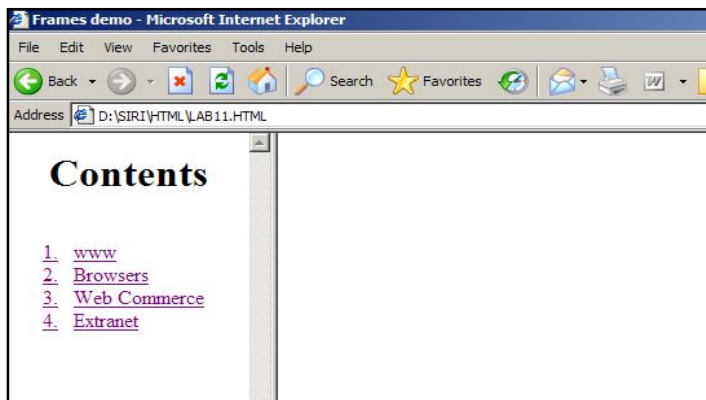 Frames demo - Microsoft Internet Explorer
File Edit View Favorites Tools Help
Back Search Favorites
Address D:\SIRI\HTML\LAB11.HTML
Contents
1. www
2. Browsers
3. Web Commerce
4. Extranet